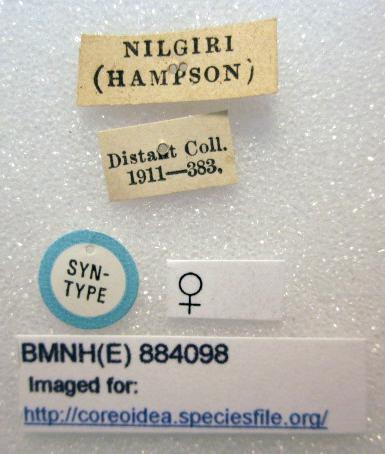 NILGIRI
(HAMPSON)
Distant Coll.
1911—383.
SYN-
TYPE
♀
BMNH(E) 884098
Imaged for:
http://coreoidea.speciesfile.org/